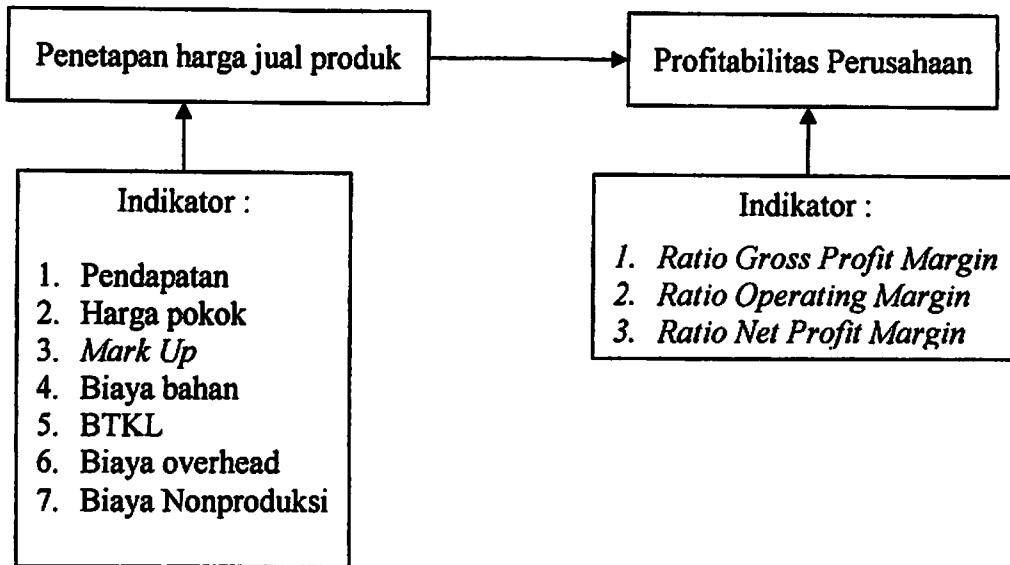 Penetapan harga jual produk
Profitabilitas Perusahaan
Indikator :
1. Pendapatan
2. Harga pokok
3. Mark Up
4. Biaya bahan
5. BTKL
6. Biaya overhead
7. Biaya Nonproduksi
Indikator :
1. Ratio Gross Profit Margin
2. Ratio Operating Margin
3. Ratio Net Profit Margin